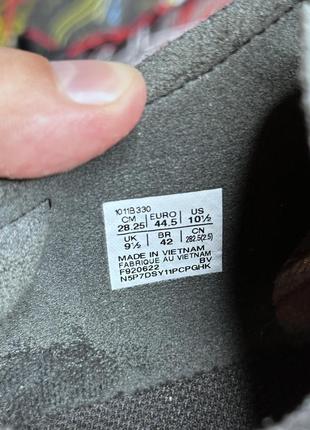 1011B330
CM EURO US
28.25 44.5 10½
UK BR CN
9½ 42 282.5(2.5)
MADE IN VIETNAM
FABRIQUE AU VIETNAM
F920622 BV
N5P7DSY11PCPGHK